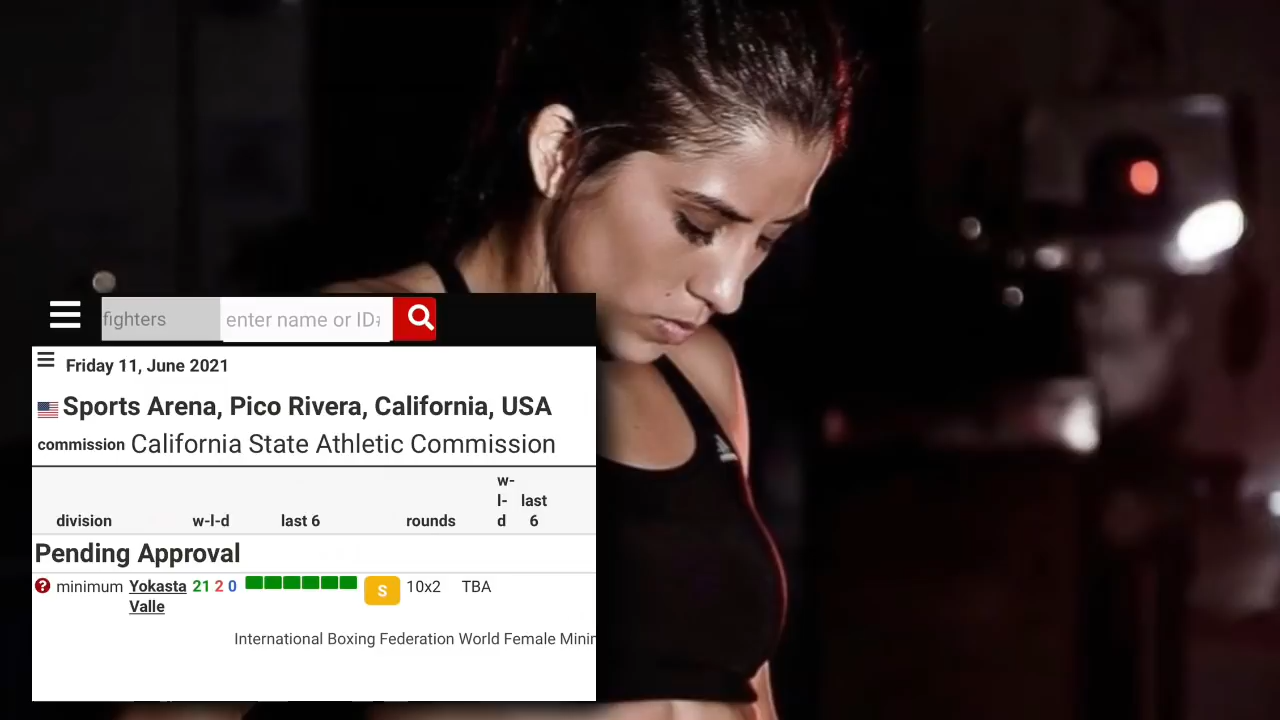 fighters enter name or ID#
Friday 11, June 2021
Sports Arena, Pico Rivera, California, USA
commission California State Athletic Commission
w-
l- last
division w-l-d last 6 rounds d 6
Pending Approval
? minimum Yokasta 21 2 0 S 10x2 TBA
Valle
International Boxing Federation World Female Minin